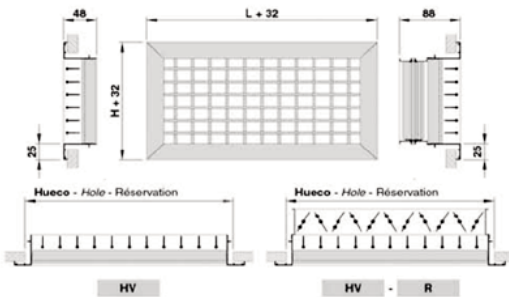 48
L + 32
88
H + 32
25
25
Hueco - Hole - Réservation
Hueco - Hole - Réservation
HV
HV - R